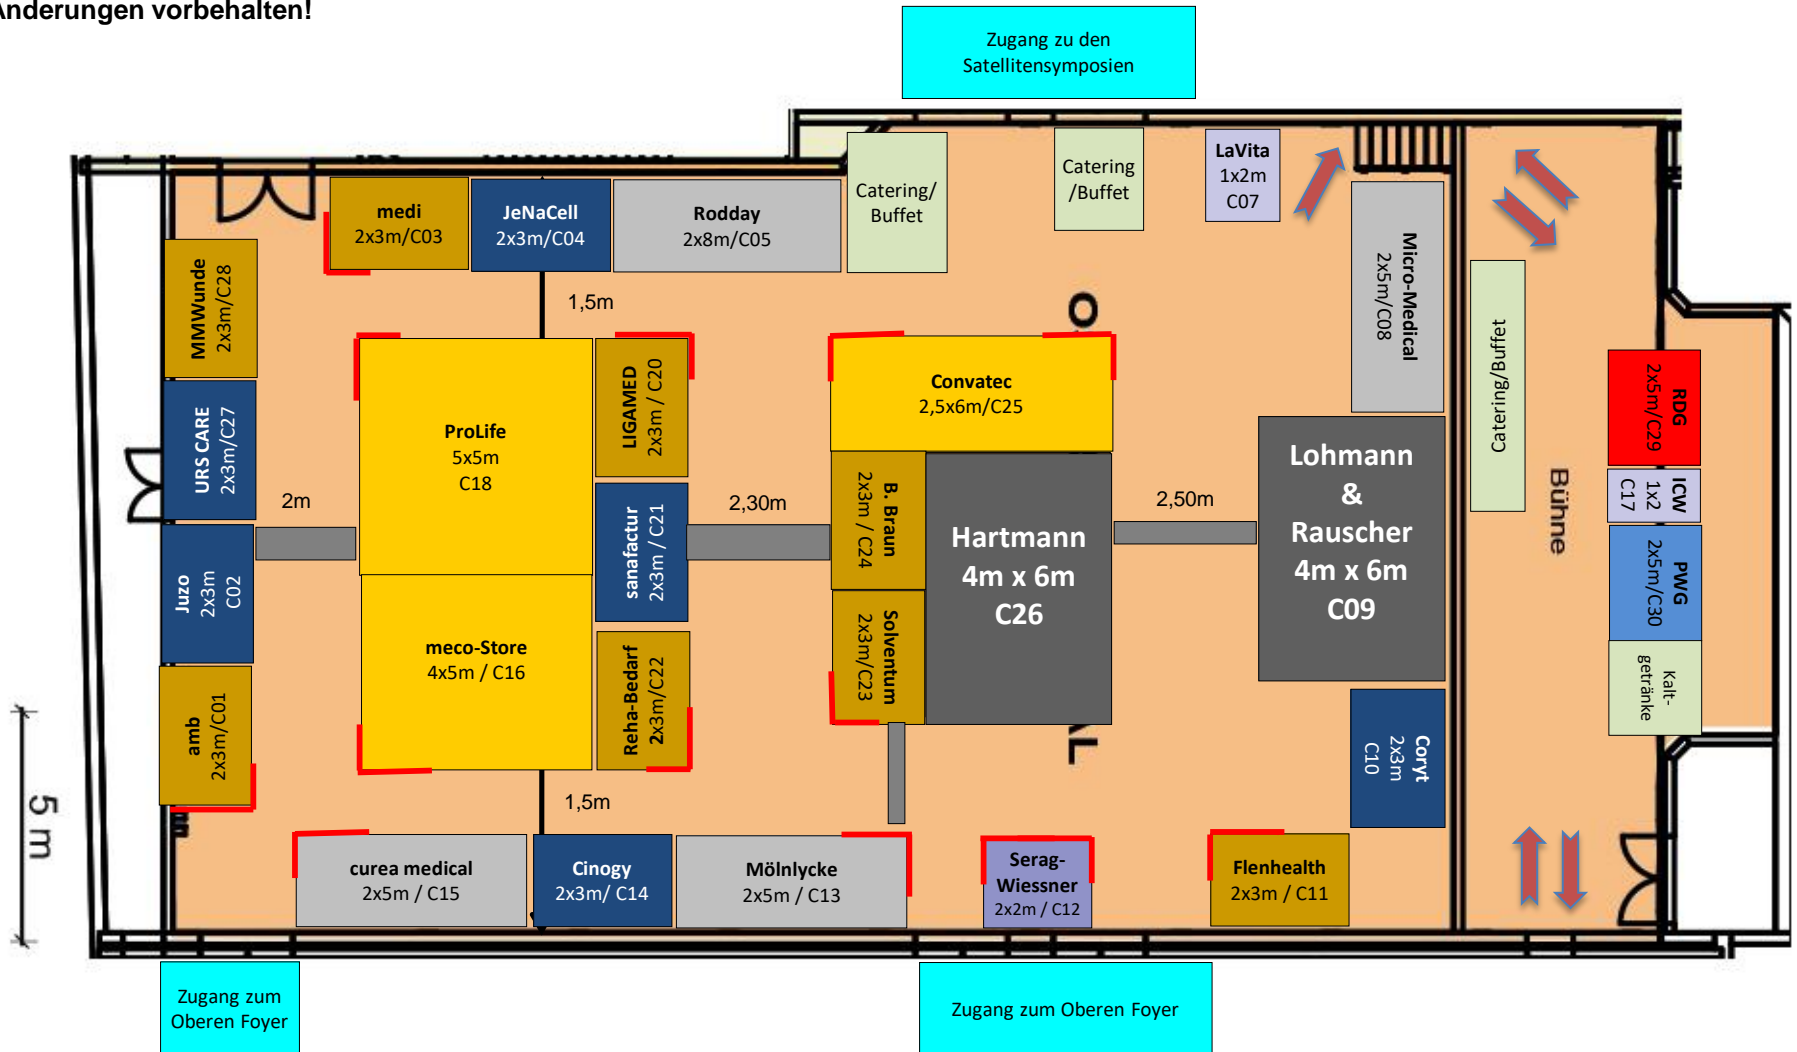 Änderungen vorbehalten!
Zugang zu den
Satellitensymposien
medi
2x3m/C03
JeNaCell
2x3m/C04
Rodday
2x8m/C05
Catering/
Buffet
Catering
/Buffet
LaVita
1x2m
C07
Micro-Medical
2x5m/C08
MMWunde
2x3m/C28
1,5m
URS CARE
2x3m/C27
ProLife
5x5m
C18
LIGAMED
2x3m / C20
Convatec
2,5x6m/C25
O
Catering/Buffet
RDG
2x5m/C29
Lohmann
&
Rauscher
4m x 6m
C09
ICW
1x2
C17
Bühne
2m
2,30m
2,50m
sanafactur
2x3m / C21
B. Braun
2x3m / C24
Hartmann
4m x 6m
C26
Juzo
2x3m
C02
PWG
2x5m/C30
meco-Store
4x5m / C16
Solventum
2x3m/C23
Reha-Bedarf
2x3m/C22
Kalt-
getränke
amb
2x3m/C01
AL
Coryt
2x3m
C10
5 m
1,5m
curea medical
2x5m / C15
Cinogy
2x3m/ C14
Mölnlycke
2x5m / C13
Serag-
Wiessner
2x2m / C12
Flenhealth
2x3m / C11
Zugang zum
Oberen Foyer
Zugang zum Oberen Foyer